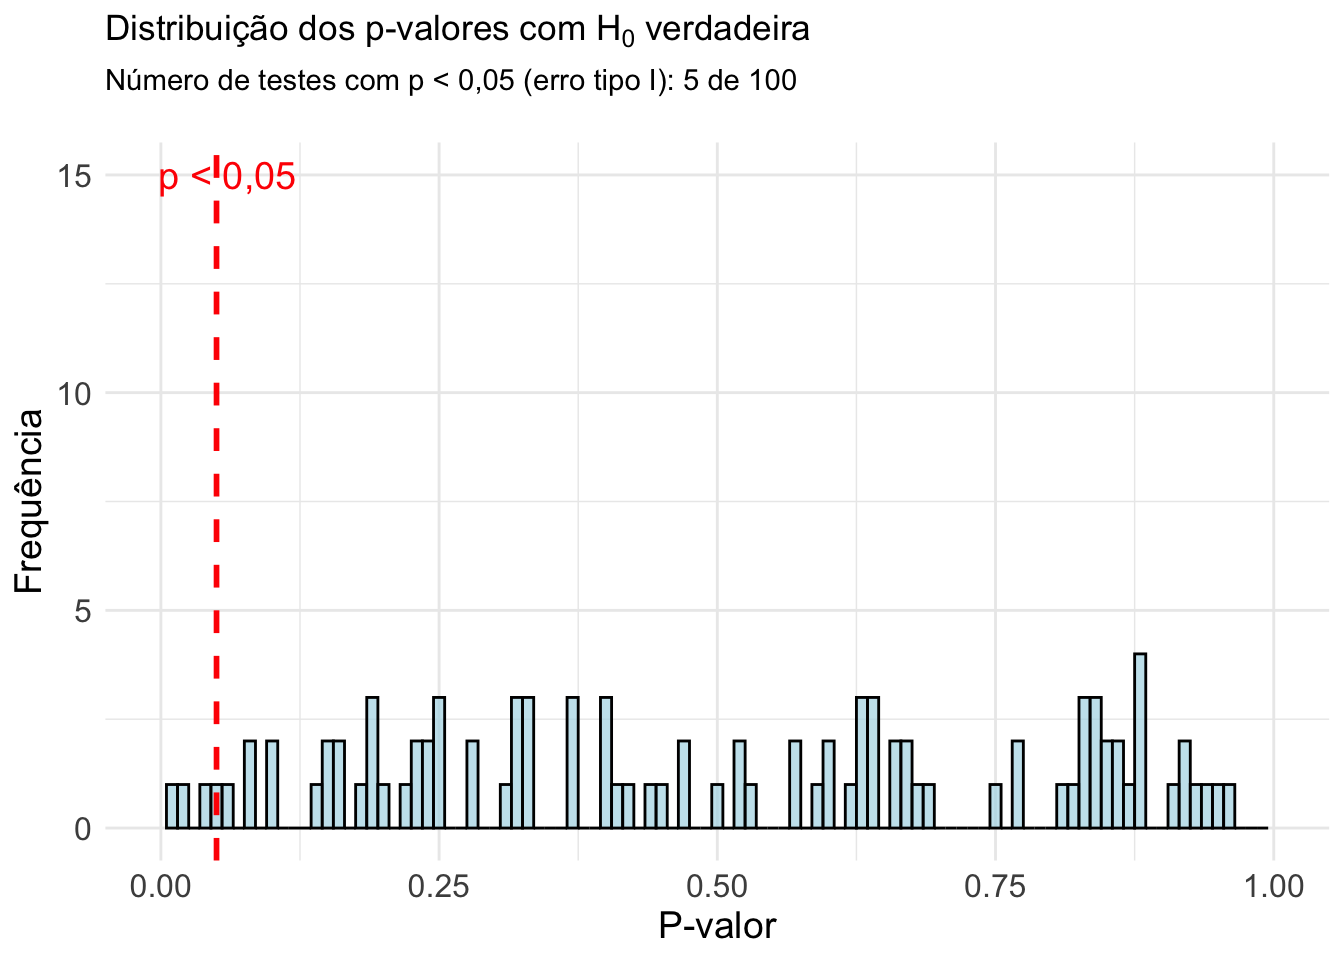 Distribuição dos p-valores com H₀ verdadeira
Número de testes com p < 0,05 (erro tipo I): 5 de 100
p < 0,05
15
10
5
0
Frequência
0.00 0.25 0.50 0.75 1.00
P-valor